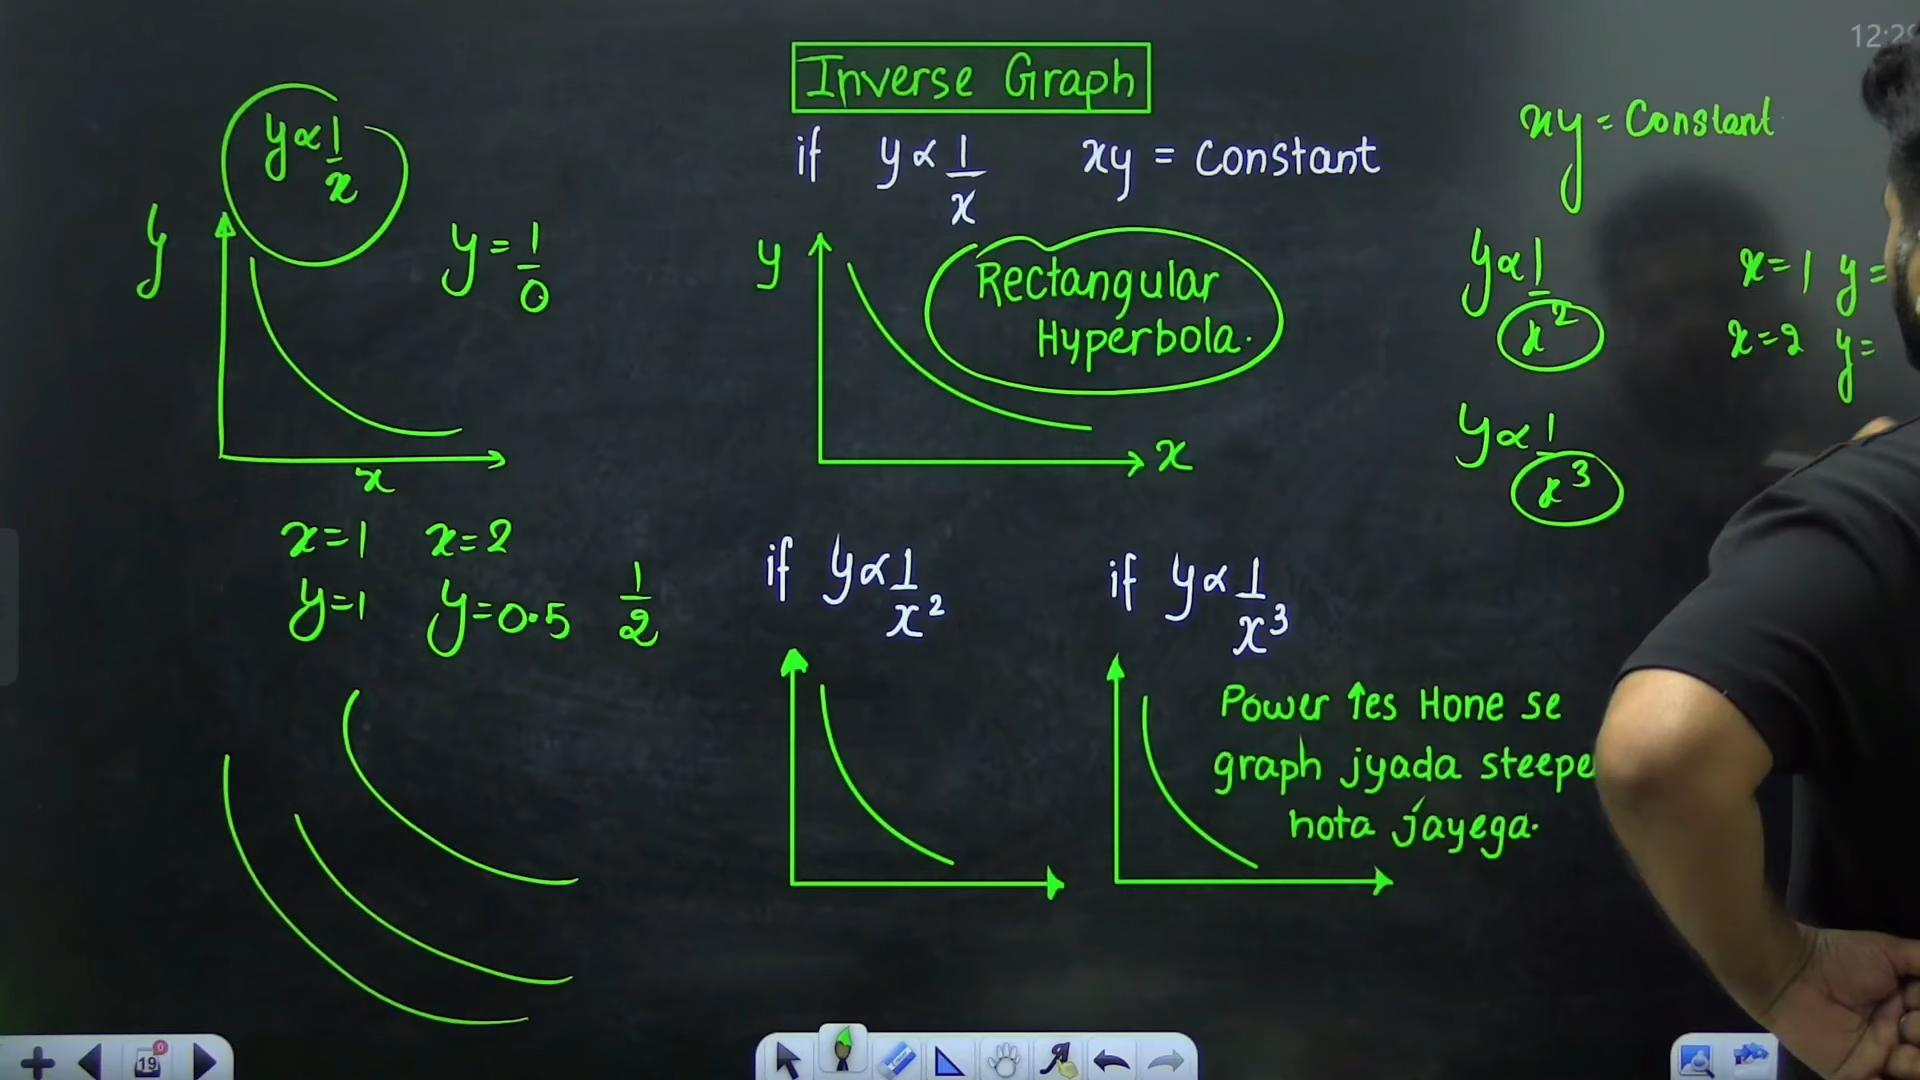 Inverse Graph
if y ∝ 1/x xy = Constant
y
Rectangular
Hyperbola.
x
if y ∝ 1/x²
if y ∝ 1/x³
Power ↑es Hone se
graph jyada steepe
hota jayega.
y ∝ 1/x
y
y = 1/0
x
x=1 x=2
y=1 y=0.5 1/2
xy = Constant
y ∝ 1/x²
x=1 y=
x=2 y=
y ∝ 1/x³
19
0